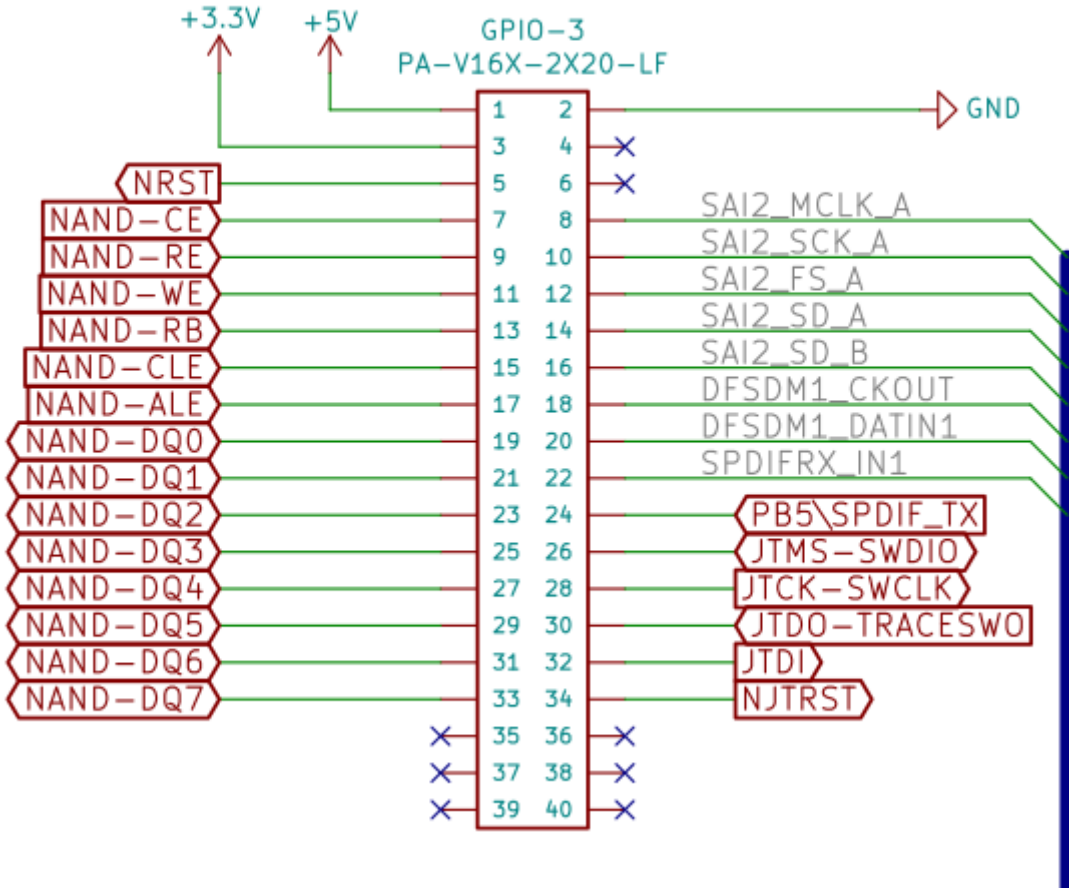 +3.3V +5V GPIO-3
PA-V16X-2X20-LF
1 2 GND
3 4
NRST 5 6
NAND-CE 7 8 SAI2_MCLK_A
NAND-RE 9 10 SAI2_SCK_A
NAND-WE 11 12 SAI2_FS_A
NAND-RB 13 14 SAI2_SD_A
NAND-CLE 15 16 SAI2_SD_B
NAND-ALE 17 18 DFSDM1_CKOUT
NAND-DQ0 19 20 DFSDM1_DATIN1
NAND-DQ1 21 22 SPDIFRX_IN1
NAND-DQ2 23 24 PB5\SPDIF_TX
NAND-DQ3 25 26 JTMS-SWDIO
NAND-DQ4 27 28 JTCK-SWCLK
NAND-DQ5 29 30 JTDO-TRACESWO
NAND-DQ6 31 32 JTDI
NAND-DQ7 33 34 NJTRST
35 36
37 38
39 40